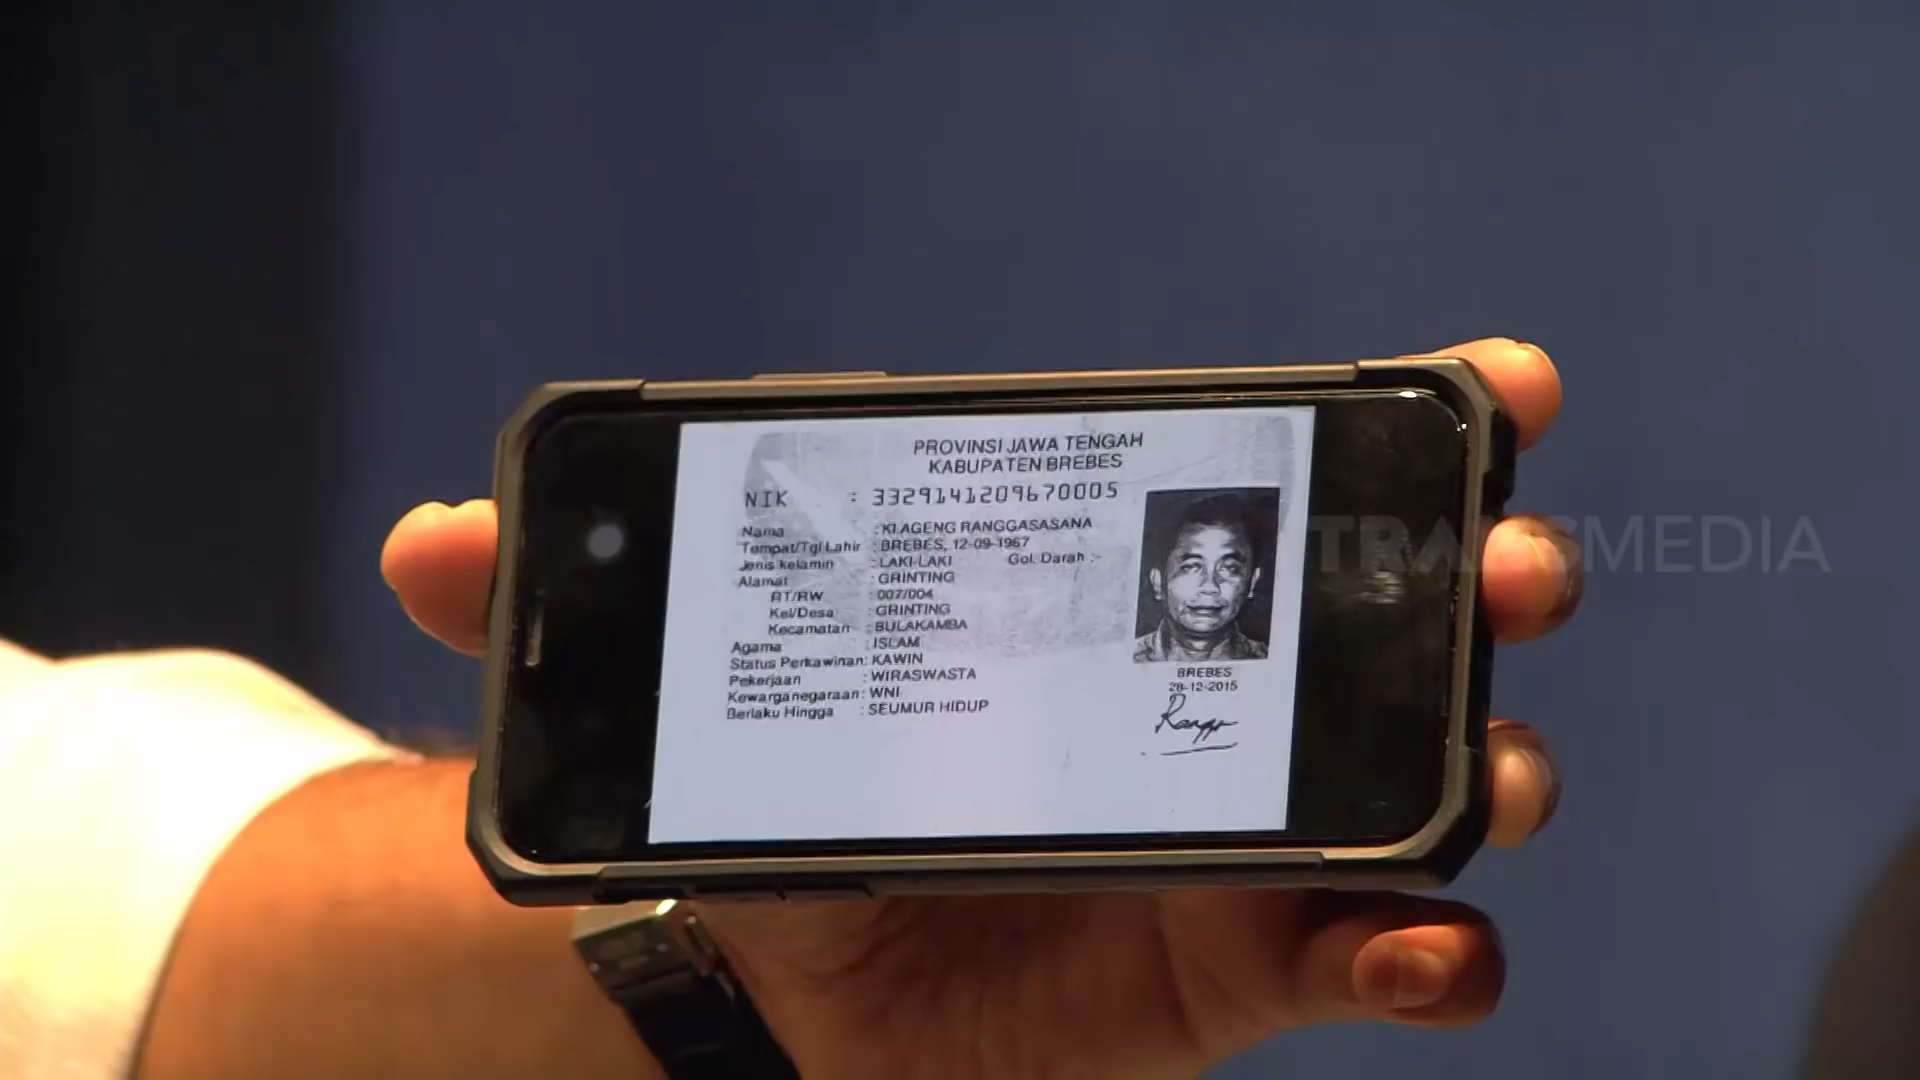 PROVINSI JAWA TENGAH
KABUPATEN BREBES
NIK : 3329141209670005
Nama : KI AGENG RANGGASASANA
Tempat/Tgl Lahir : BREBES, 12-09-1967
Jenis kelamin : LAKI-LAKI Gol. Darah :-
Alamat : GRINTING
RT/RW : 007/004
Kel/Desa : GRINTING
Kecamatan : BULAKAMBA
Agama : ISLAM
Status Perkawinan: KAWIN
Pekerjaan : WIRASWASTA
Kewarganegaraan: WNI
Berlaku Hingga : SEUMUR HIDUP
BREBES
28-12-2015
TRANSMEDIA